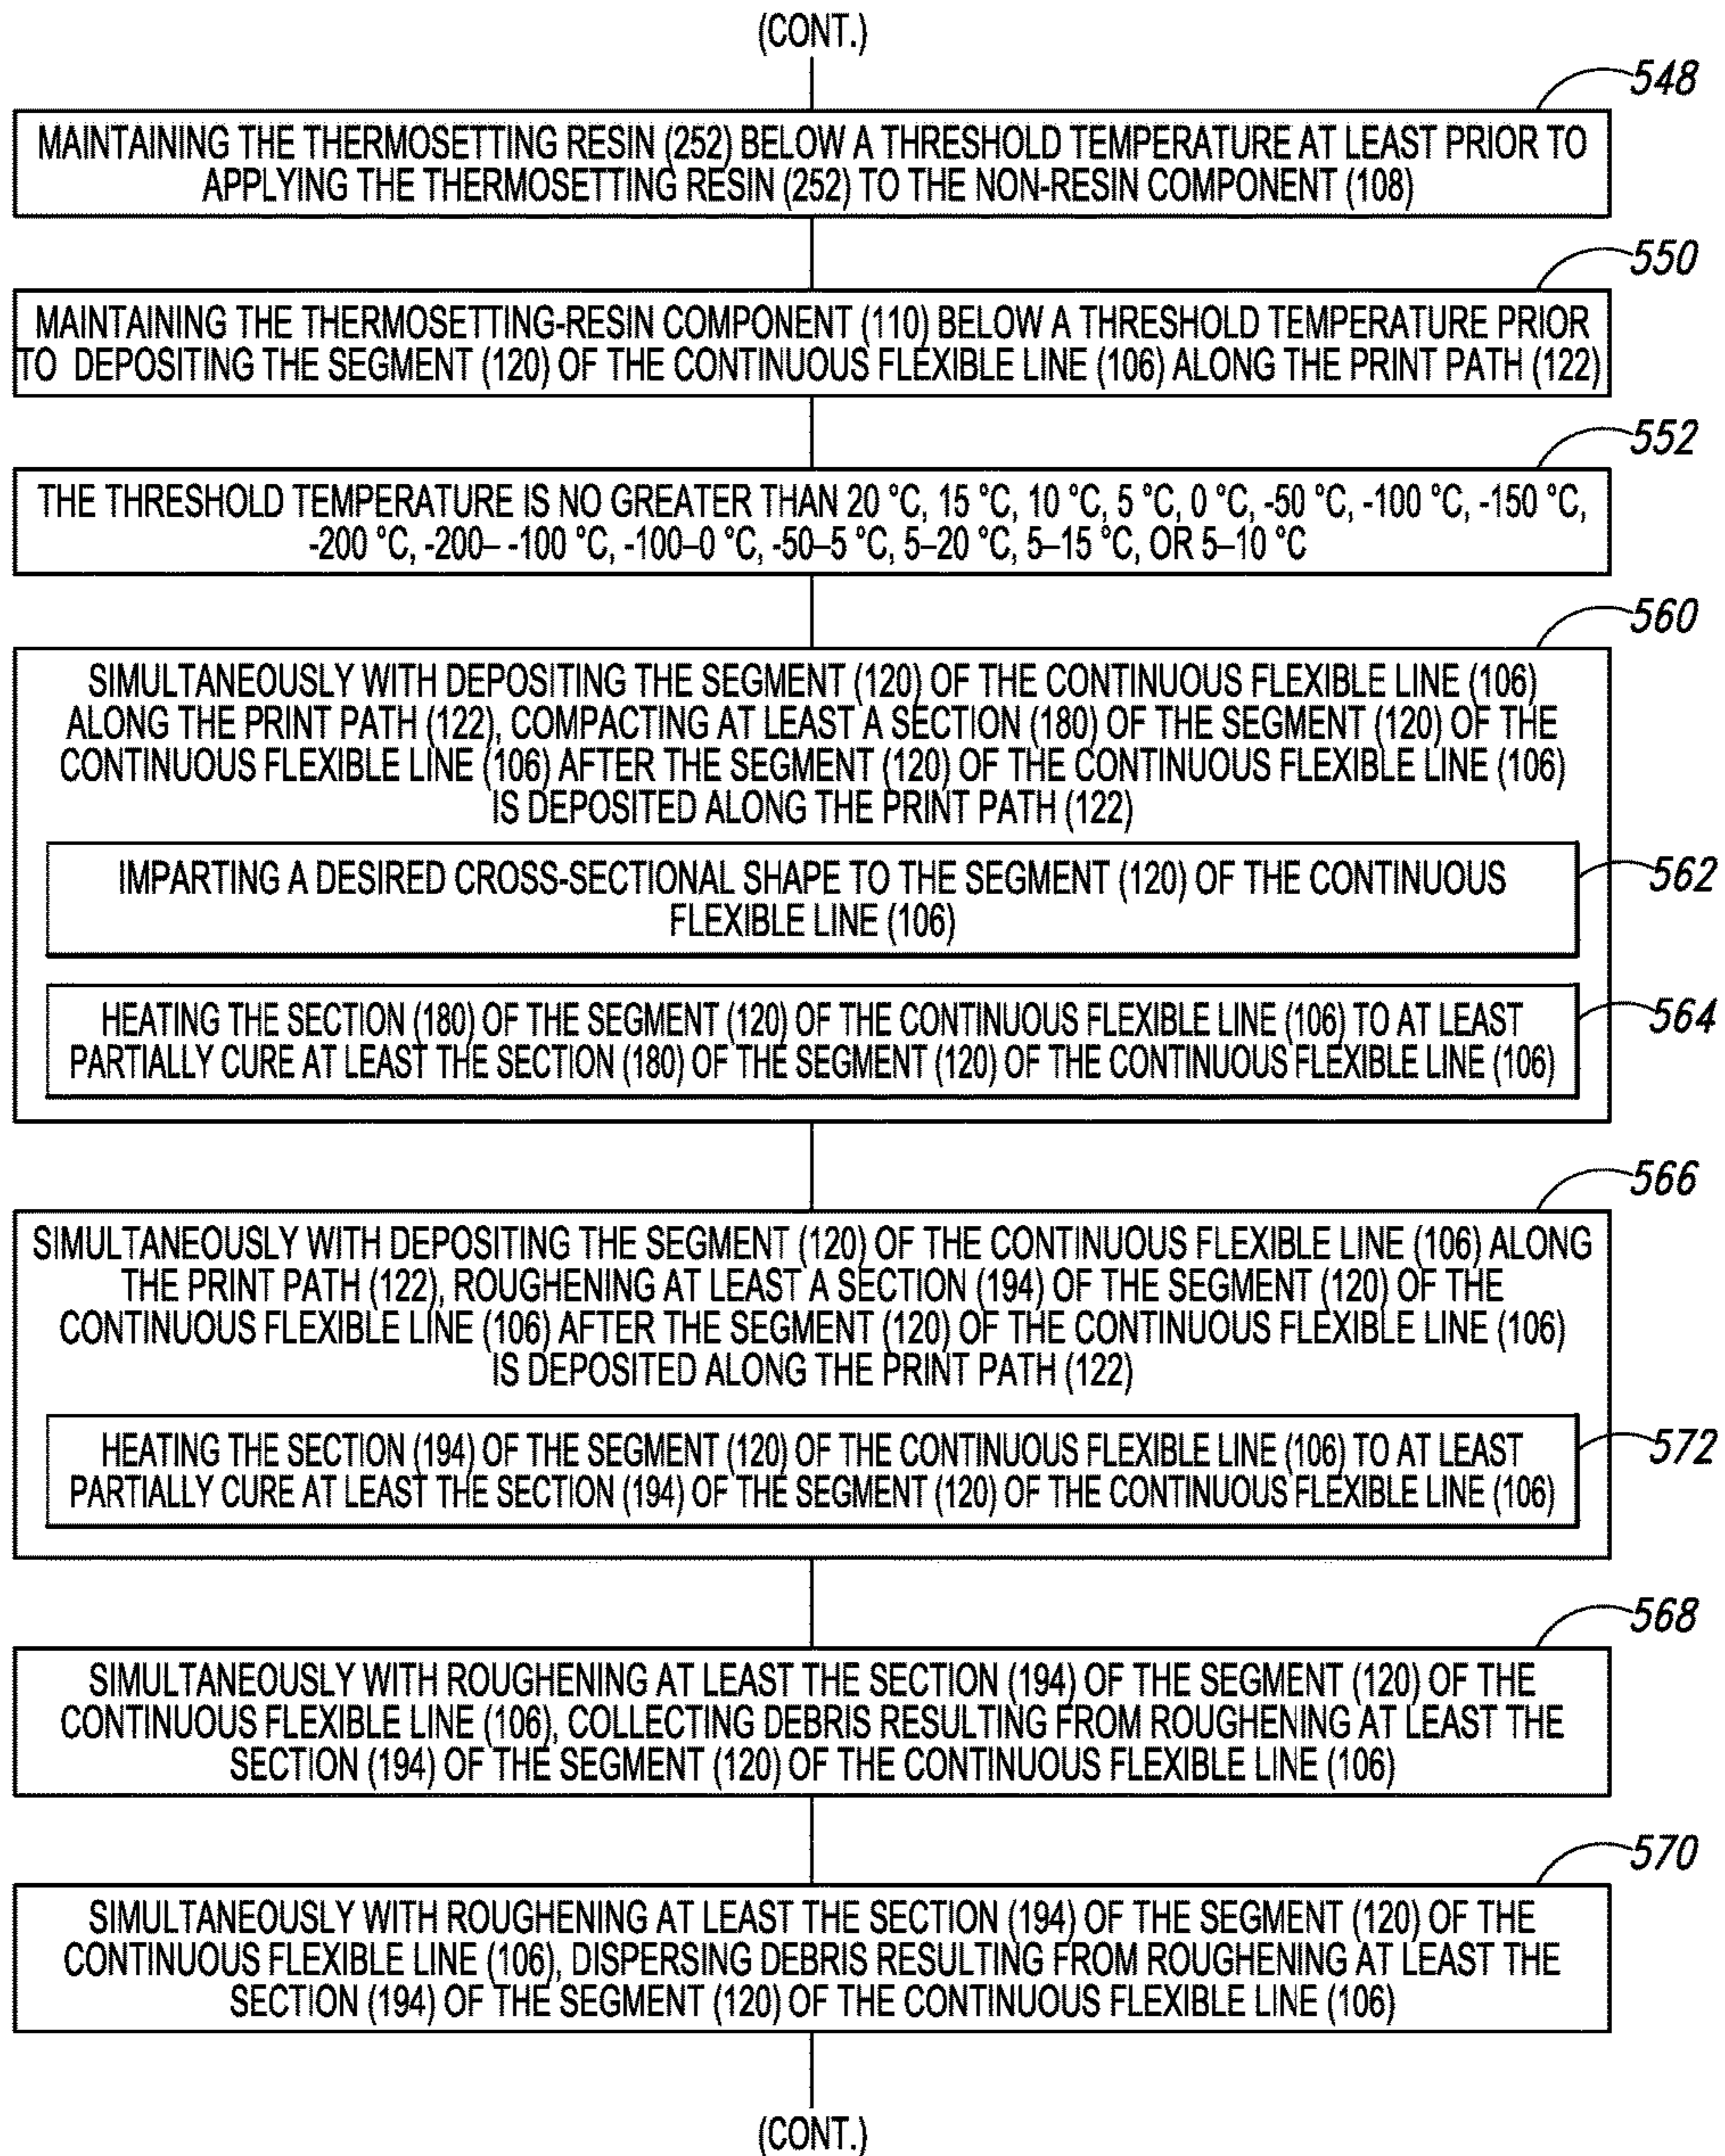 (CONT.)
548
MAINTAINING THE THERMOSETTING RESIN (252) BELOW A THRESHOLD TEMPERATURE AT LEAST PRIOR TO
APPLYING THE THERMOSETTING RESIN (252) TO THE NON-RESIN COMPONENT (108)
550
MAINTAINING THE THERMOSETTING-RESIN COMPONENT (110) BELOW A THRESHOLD TEMPERATURE PRIOR
TO DEPOSITING THE SEGMENT (120) OF THE CONTINUOUS FLEXIBLE LINE (106) ALONG THE PRINT PATH (122)
552
THE THRESHOLD TEMPERATURE IS NO GREATER THAN 20 °C, 15 °C, 10 °C, 5 °C, 0 °C, -50 °C, -100 °C, -150 °C,
-200 °C, -200– -100 °C, -100–0 °C, -50–5 °C, 5–20 °C, 5–15 °C, OR 5–10 °C
560
SIMULTANEOUSLY WITH DEPOSITING THE SEGMENT (120) OF THE CONTINUOUS FLEXIBLE LINE (106)
ALONG THE PRINT PATH (122), COMPACTING AT LEAST A SECTION (180) OF THE SEGMENT (120) OF THE
CONTINUOUS FLEXIBLE LINE (106) AFTER THE SEGMENT (120) OF THE CONTINUOUS FLEXIBLE LINE (106)
IS DEPOSITED ALONG THE PRINT PATH (122)
562
IMPARTING A DESIRED CROSS-SECTIONAL SHAPE TO THE SEGMENT (120) OF THE CONTINUOUS
FLEXIBLE LINE (106)
564
HEATING THE SECTION (180) OF THE SEGMENT (120) OF THE CONTINUOUS FLEXIBLE LINE (106) TO AT LEAST
PARTIALLY CURE AT LEAST THE SECTION (180) OF THE SEGMENT (120) OF THE CONTINUOUS FLEXIBLE LINE (106)
566
SIMULTANEOUSLY WITH DEPOSITING THE SEGMENT (120) OF THE CONTINUOUS FLEXIBLE LINE (106) ALONG
THE PRINT PATH (122), ROUGHENING AT LEAST A SECTION (194) OF THE SEGMENT (120) OF THE
CONTINUOUS FLEXIBLE LINE (106) AFTER THE SEGMENT (120) OF THE CONTINUOUS FLEXIBLE LINE (106)
IS DEPOSITED ALONG THE PRINT PATH (122)
572
HEATING THE SECTION (194) OF THE SEGMENT (120) OF THE CONTINUOUS FLEXIBLE LINE (106) TO AT LEAST
PARTIALLY CURE AT LEAST THE SECTION (194) OF THE SEGMENT (120) OF THE CONTINUOUS FLEXIBLE LINE (106)
568
SIMULTANEOUSLY WITH ROUGHENING AT LEAST THE SECTION (194) OF THE SEGMENT (120) OF THE
CONTINUOUS FLEXIBLE LINE (106), COLLECTING DEBRIS RESULTING FROM ROUGHENING AT LEAST THE
SECTION (194) OF THE SEGMENT (120) OF THE CONTINUOUS FLEXIBLE LINE (106)
570
SIMULTANEOUSLY WITH ROUGHENING AT LEAST THE SECTION (194) OF THE SEGMENT (120) OF THE
CONTINUOUS FLEXIBLE LINE (106), DISPERSING DEBRIS RESULTING FROM ROUGHENING AT LEAST THE
SECTION (194) OF THE SEGMENT (120) OF THE CONTINUOUS FLEXIBLE LINE (106)
(CONT.)